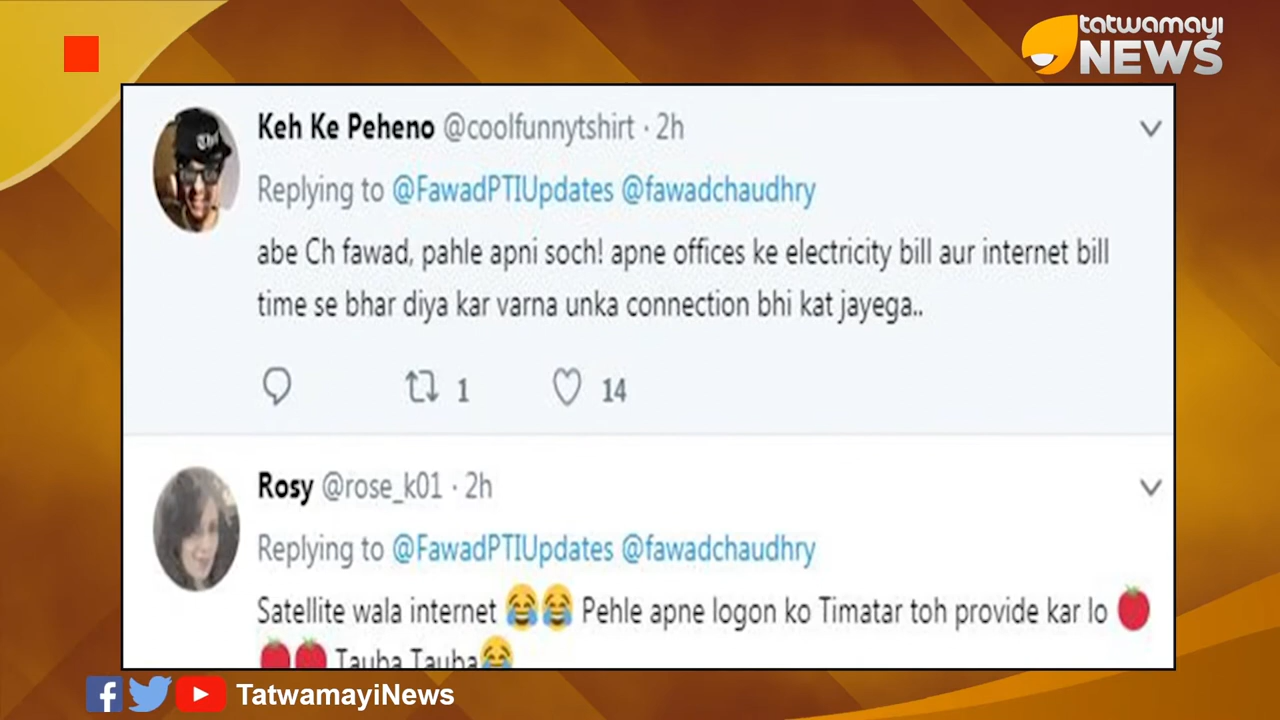 tatwamayi
NEWS
Keh Ke Peheno @coolfunnytshirt · 2h
Replying to @FawadPTIUpdates @fawadchaudhry
abe Ch fawad, pahle apni soch! apne offices ke electricity bill aur internet bill
time se bhar diya kar varna unka connection bhi kat jayega..
1 14
Rosy @rose_k01 · 2h
Replying to @FawadPTIUpdates @fawadchaudhry
Satellite wala internet 😂😂 Pehle apne logon ko Timatar toh provide kar lo 🍅
🍅🍅 Tauba Tauba😂
TatwamayiNews